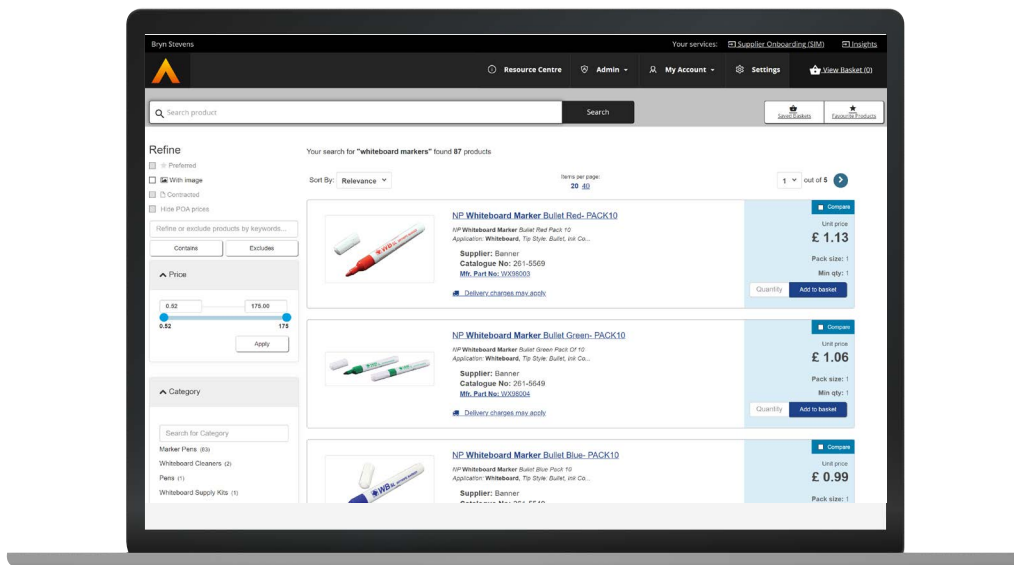 Bryn Stevens
Your services: Supplier Onboarding (SIM) Insights
Resource Centre Admin My Account Settings View Basket (0)
Search product Search Saved Baskets Favourite Products
Refine
Preferred
With image
Contracted
Hide POA prices
Refine or exclude products by keywords...
Contains Excludes
Price
0.52 175.00
0.52 175
Apply
Category
Search for Category
Marker Pens (83)
Whiteboard Cleaners (2)
Pens (1)
Whiteboard Supply Kits (1)
Your search for "whiteboard markers" found 87 products
Sort By: Relevance
Items per page:
20 40
1 out of 5
NP Whiteboard Marker Bullet Red- PACK10
NP Whiteboard Marker Bullet Red Pack 10
Application: Whiteboard, Tip Style: Bullet, Ink Co...
Supplier: Banner
Catalogue No: 261-5569
Mfr. Part No: WX98003
Delivery charges may apply
Compare
Unit price
£ 1.13
Pack size: 1
Min qty: 1
Quantity Add to basket
NP Whiteboard Marker Bullet Green- PACK10
NP Whiteboard Marker Bullet Green Pack Of 10
Application: Whiteboard, Tip Style: Bullet, Ink Co...
Supplier: Banner
Catalogue No: 261-5649
Mfr. Part No: WX98004
Delivery charges may apply
Compare
Unit price
£ 1.06
Pack size: 1
Min qty: 1
Quantity Add to basket
WB
NP Whiteboard Marker Bullet Blue- PACK10
NP Whiteboard Marker Bullet Blue Pack 10
Application: Whiteboard, Tip Style: Bullet, Ink Co...
Supplier: Banner
Compare
Unit price
£ 0.99
Pack size: 1